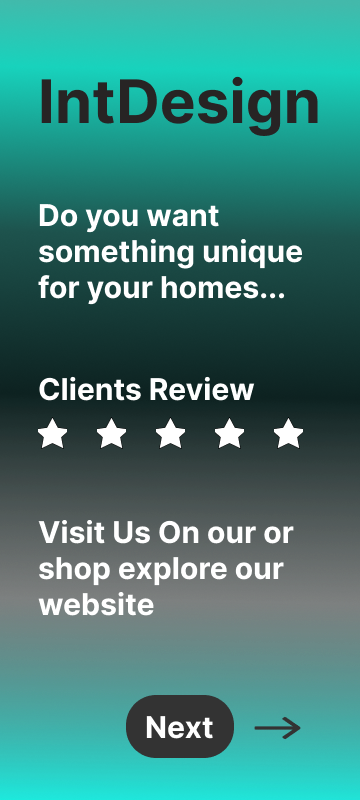 IntDesign
Do you want
something unique
for your homes...
Clients Review
Visit Us On our or
shop explore our
website
Next